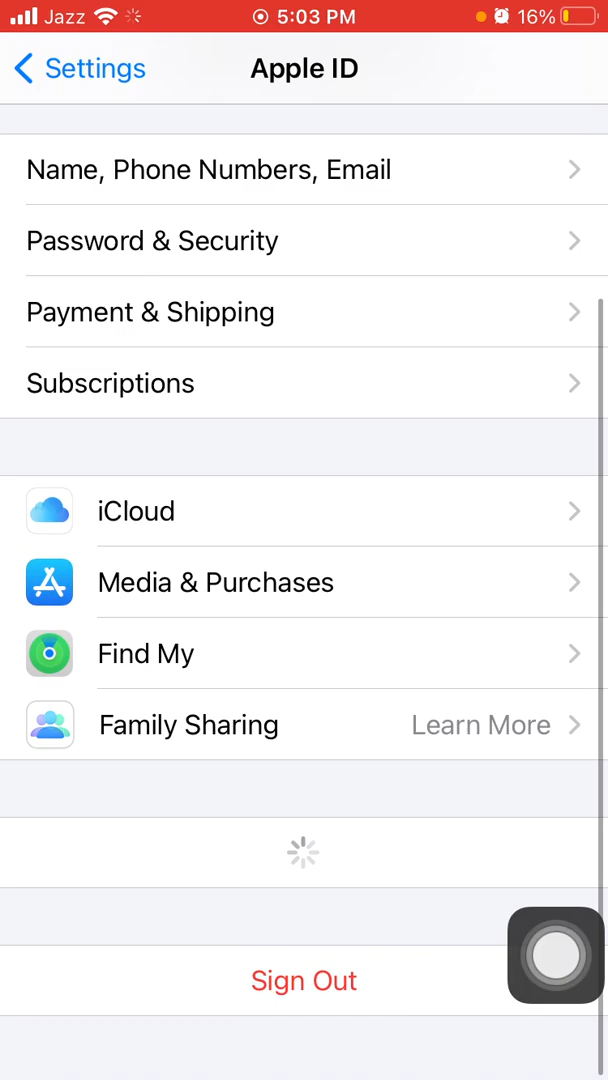 Jazz 5:03 PM 16%
Settings Apple ID
Name, Phone Numbers, Email
Password & Security
Payment & Shipping
Subscriptions
iCloud
Media & Purchases
Find My
Family Sharing Learn More
Sign Out